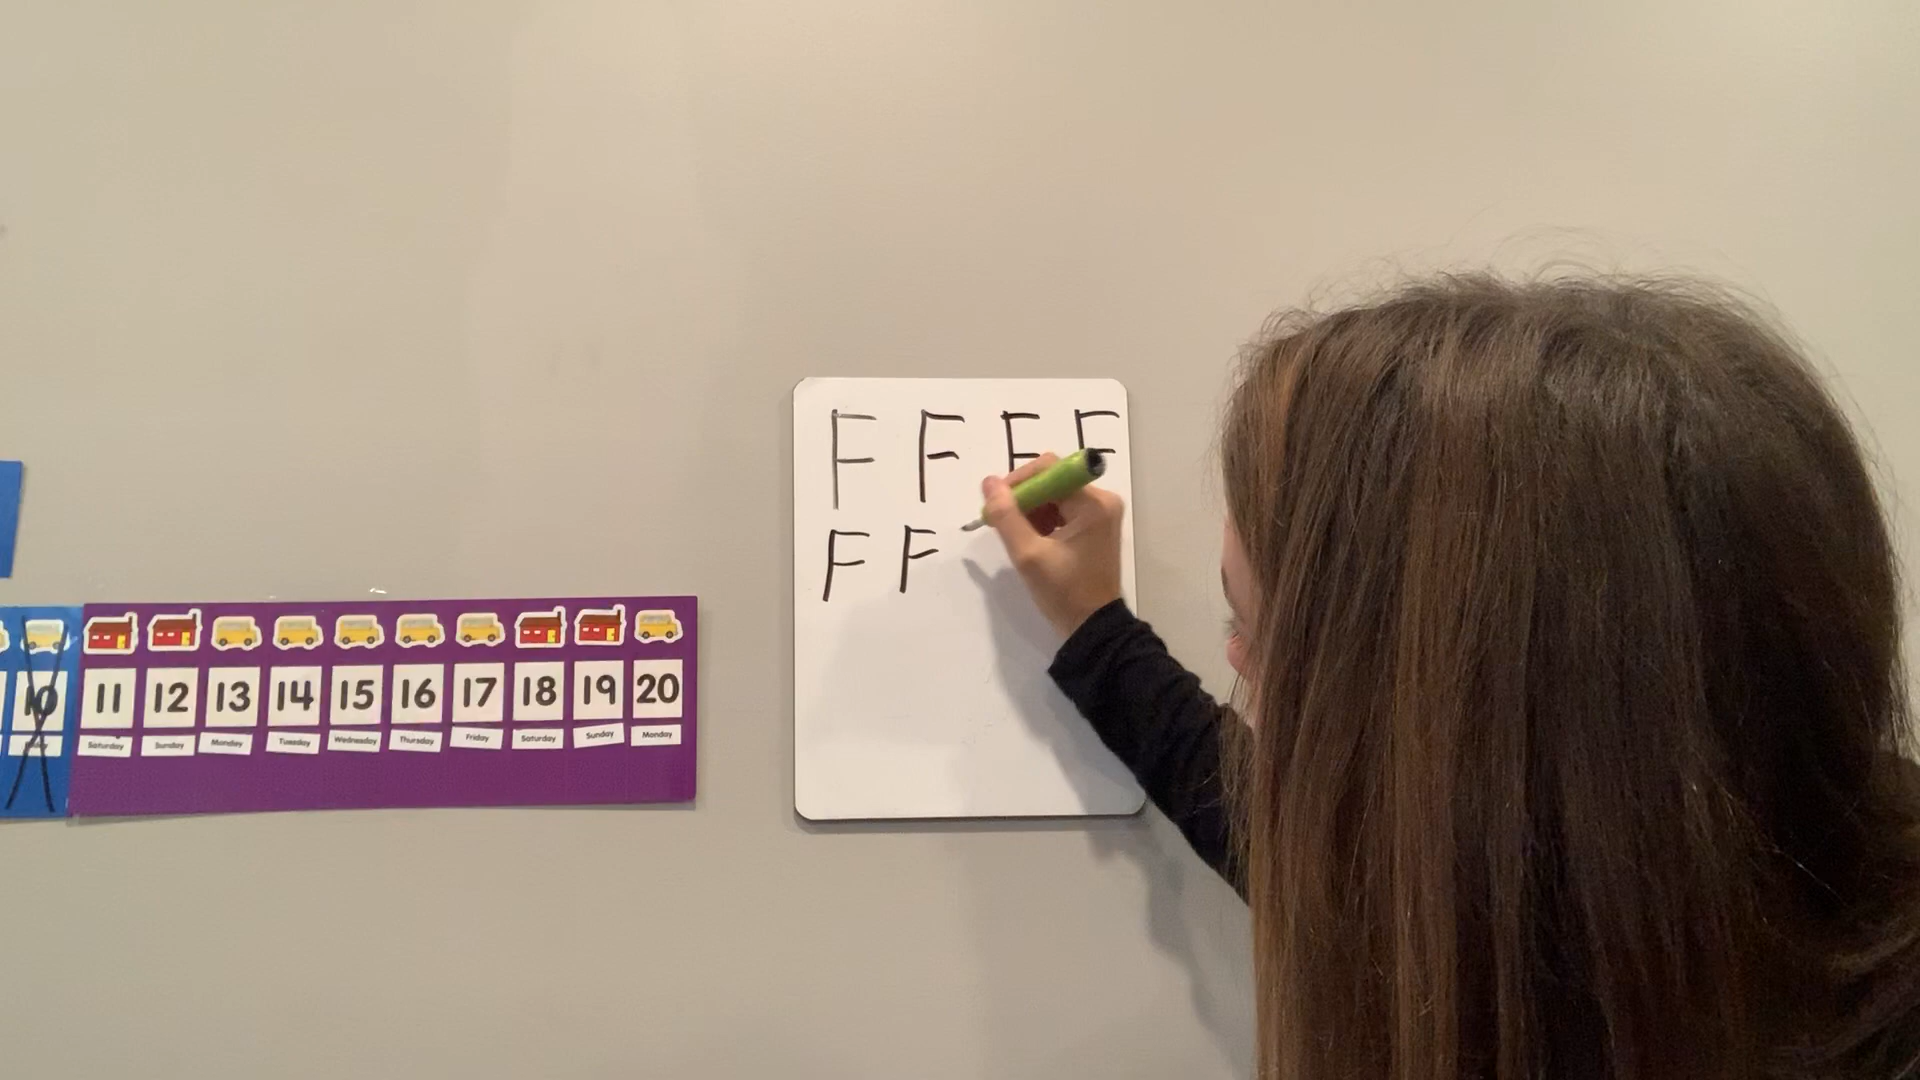 F F F F
F F
10 11 12 13 14 15 16 17 18 19 20
Friday Saturday Sunday Monday Tuesday Wednesday Thursday Friday Saturday Sunday Monday